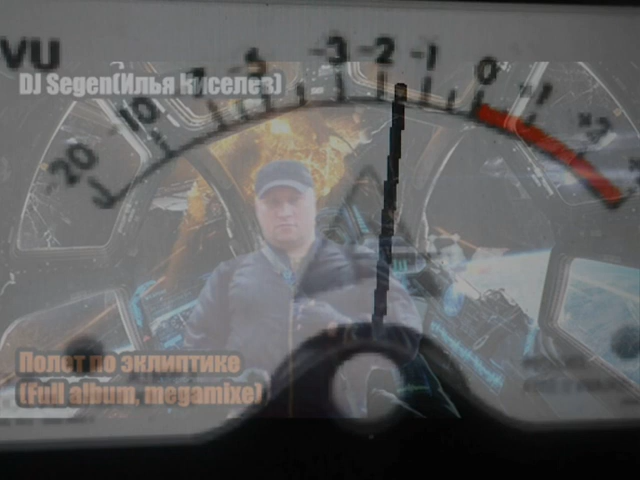 VU
-20 -10 7 -5 -3 -2 -1 0 +1 +3
DJ Segen(Илья Киселев)
Полет по эклиптике
(Full album, megamixe)